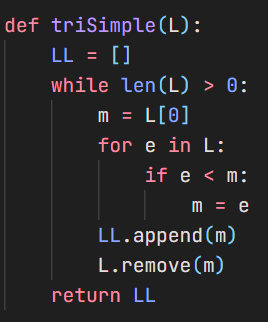 def triSimple(L):
    LL = []
    while len(L) > 0:
        m = L[0]
        for e in L:
            if e < m:
                m = e
        LL.append(m)
        L.remove(m)
    return LL